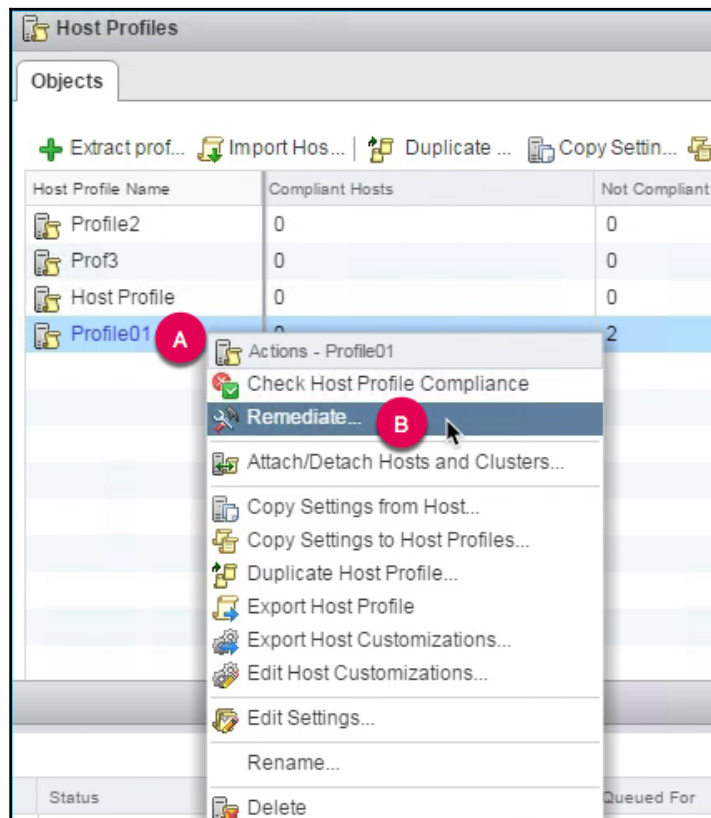 Host Profiles
Objects
Extract prof... Import Hos... Duplicate ... Copy Settin...
Host Profile Name Compliant Hosts Not Compliant
Profile2 0 0
Prof3 0 0
Host Profile 0 0
Profile01 A 0 2
Actions - Profile01
Check Host Profile Compliance
Remediate... B
Attach/Detach Hosts and Clusters...
Copy Settings from Host...
Copy Settings to Host Profiles...
Duplicate Host Profile...
Export Host Profile
Export Host Customizations...
Edit Host Customizations...
Edit Settings...
Rename...
Status Queued For
Delete